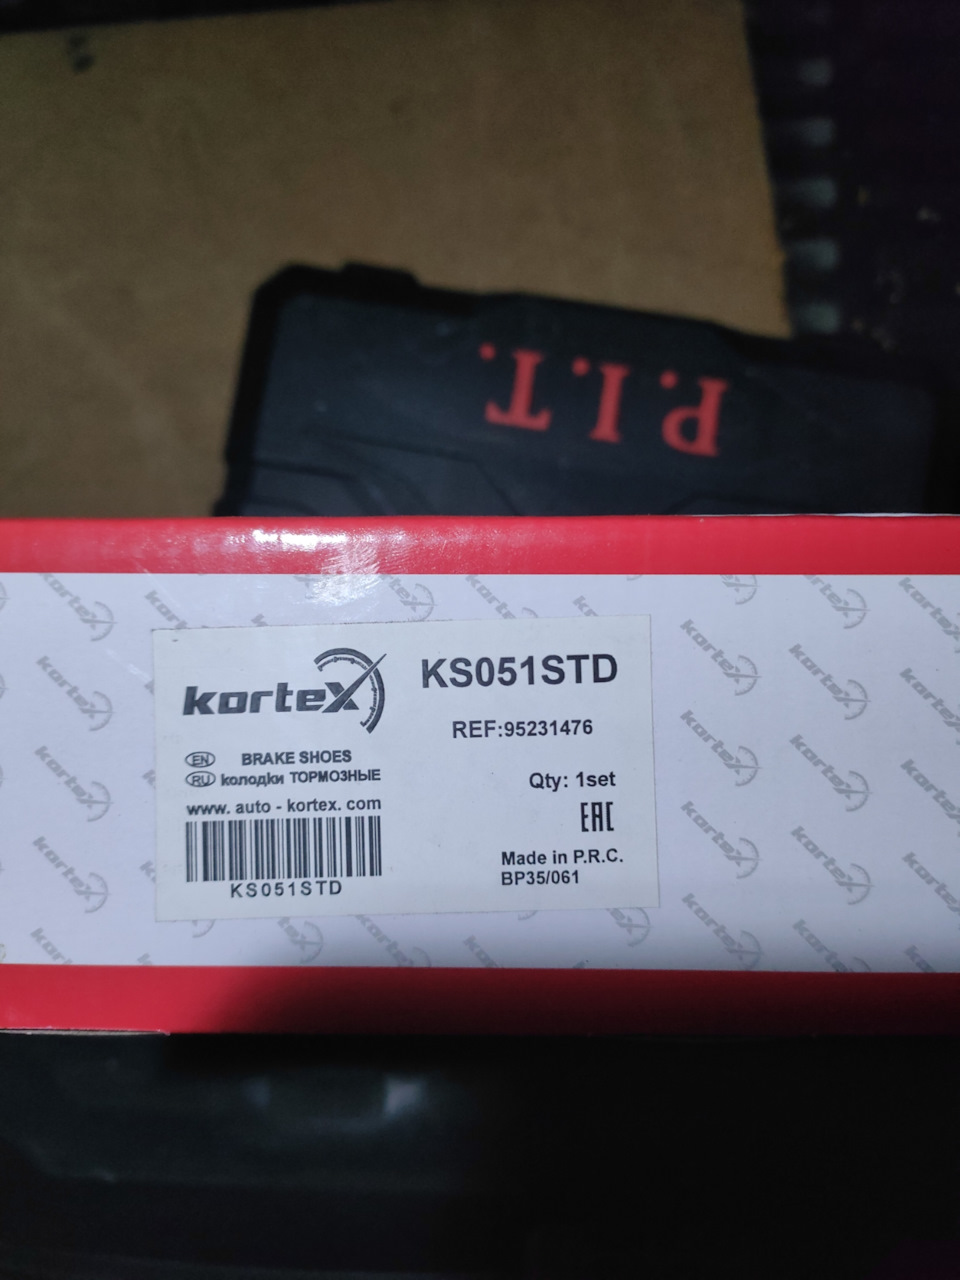 P.I.T.
kortex
KS051STD
REF:95231476
EN BRAKE SHOES
RU колодки ТОРМОЗНЫЕ
www. auto - kortex. com
KS051STD
Qty: 1set
EAC
Made in P.R.C.
BP35/061